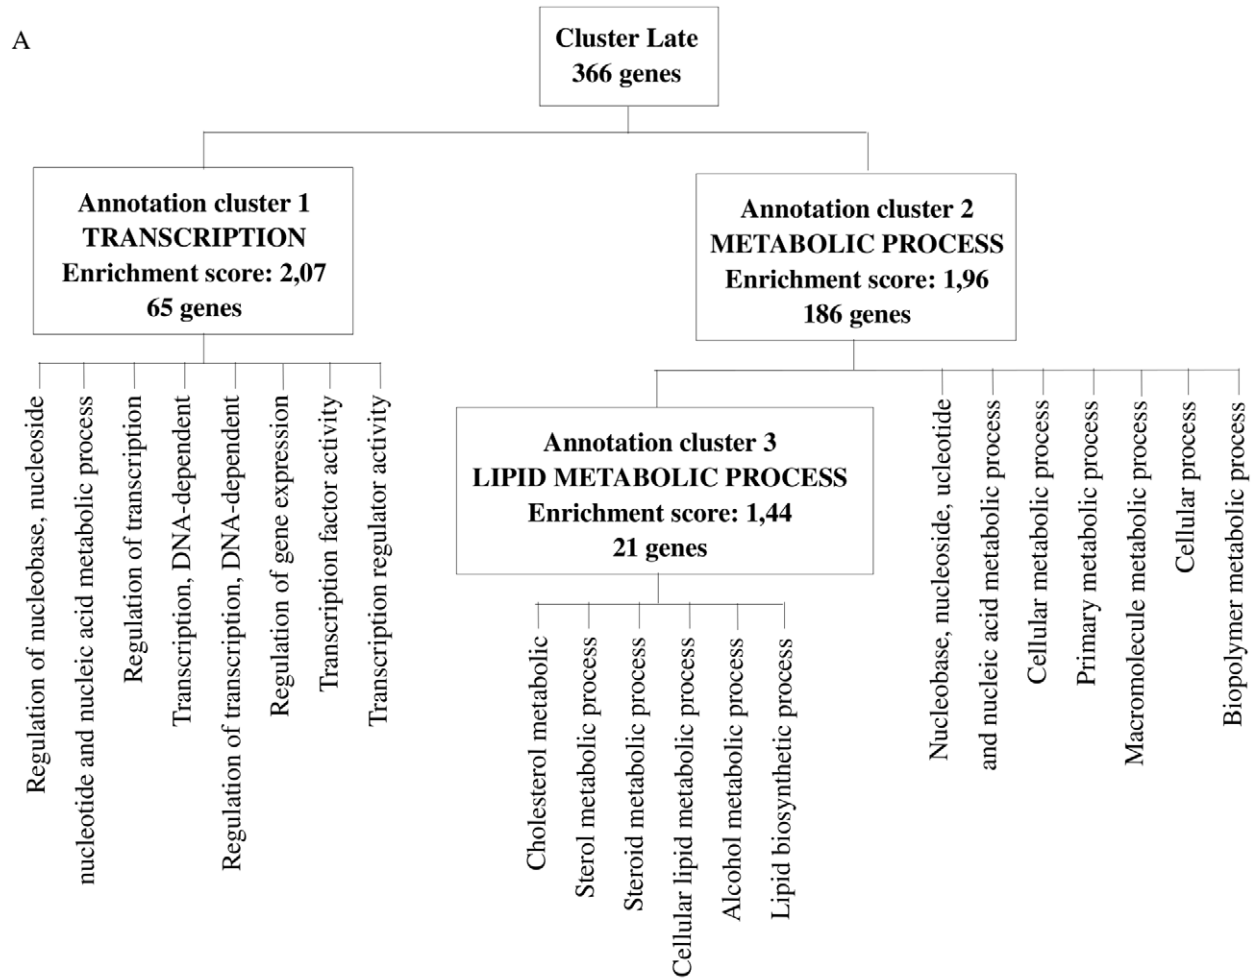 A
Cluster Late
366 genes
Annotation cluster 1
TRANSCRIPTION
Enrichment score: 2,07
65 genes
Annotation cluster 2
METABOLIC PROCESS
Enrichment score: 1,96
186 genes
Regulation of nucleobase, nucleoside
nucleotide and nucleic acid metabolic process
Regulation of transcription
Transcription, DNA-dependent
Regulation of transcription, DNA-dependent
Regulation of gene expression
Transcription factor activity
Transcription regulator activity
Annotation cluster 3
LIPID METABOLIC PROCESS
Enrichment score: 1,44
21 genes
Cholesterol metabolic
Sterol metabolic process
Steroid metabolic process
Cellular lipid metabolic process
Alcohol metabolic process
Lipid biosynthetic process
Nucleobase, nucleoside, ucleotide
and nucleic acid metabolic process
Cellular metabolic process
Primary metabolic process
Macromolecule metabolic process
Cellular process
Biopolymer metabolic process